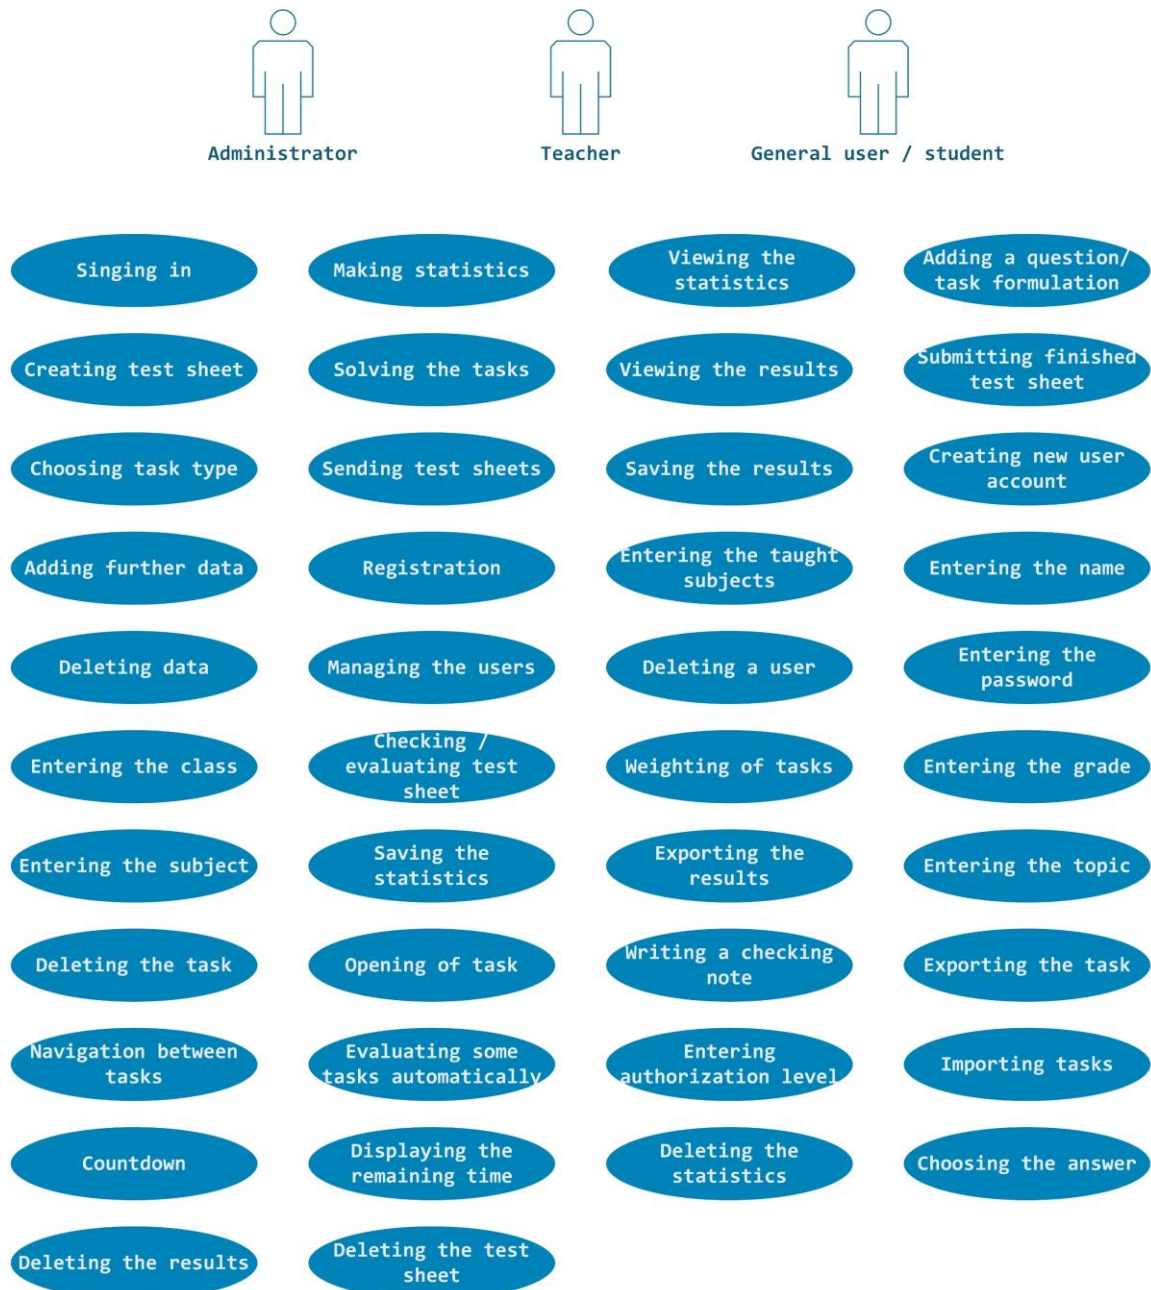 Administrator
Teacher
General user / student
Singing in
Making statistics
Viewing the
statistics
Adding a question/
task formulation
Creating test sheet
Solving the tasks
Viewing the results
Submitting finished
test sheet
Choosing task type
Sending test sheets
Saving the results
Creating new user
account
Adding further data
Registration
Entering the taught
subjects
Entering the name
Deleting data
Managing the users
Deleting a user
Entering the
password
Entering the class
Checking /
evaluating test
sheet
Weighting of tasks
Entering the grade
Entering the subject
Saving the
statistics
Exporting the
results
Entering the topic
Deleting the task
Opening of task
Writing a checking
note
Exporting the task
Navigation between
tasks
Evaluating some
tasks automatically
Entering
authorization level
Importing tasks
Countdown
Displaying the
remaining time
Deleting the
statistics
Choosing the answer
Deleting the results
Deleting the test
sheet